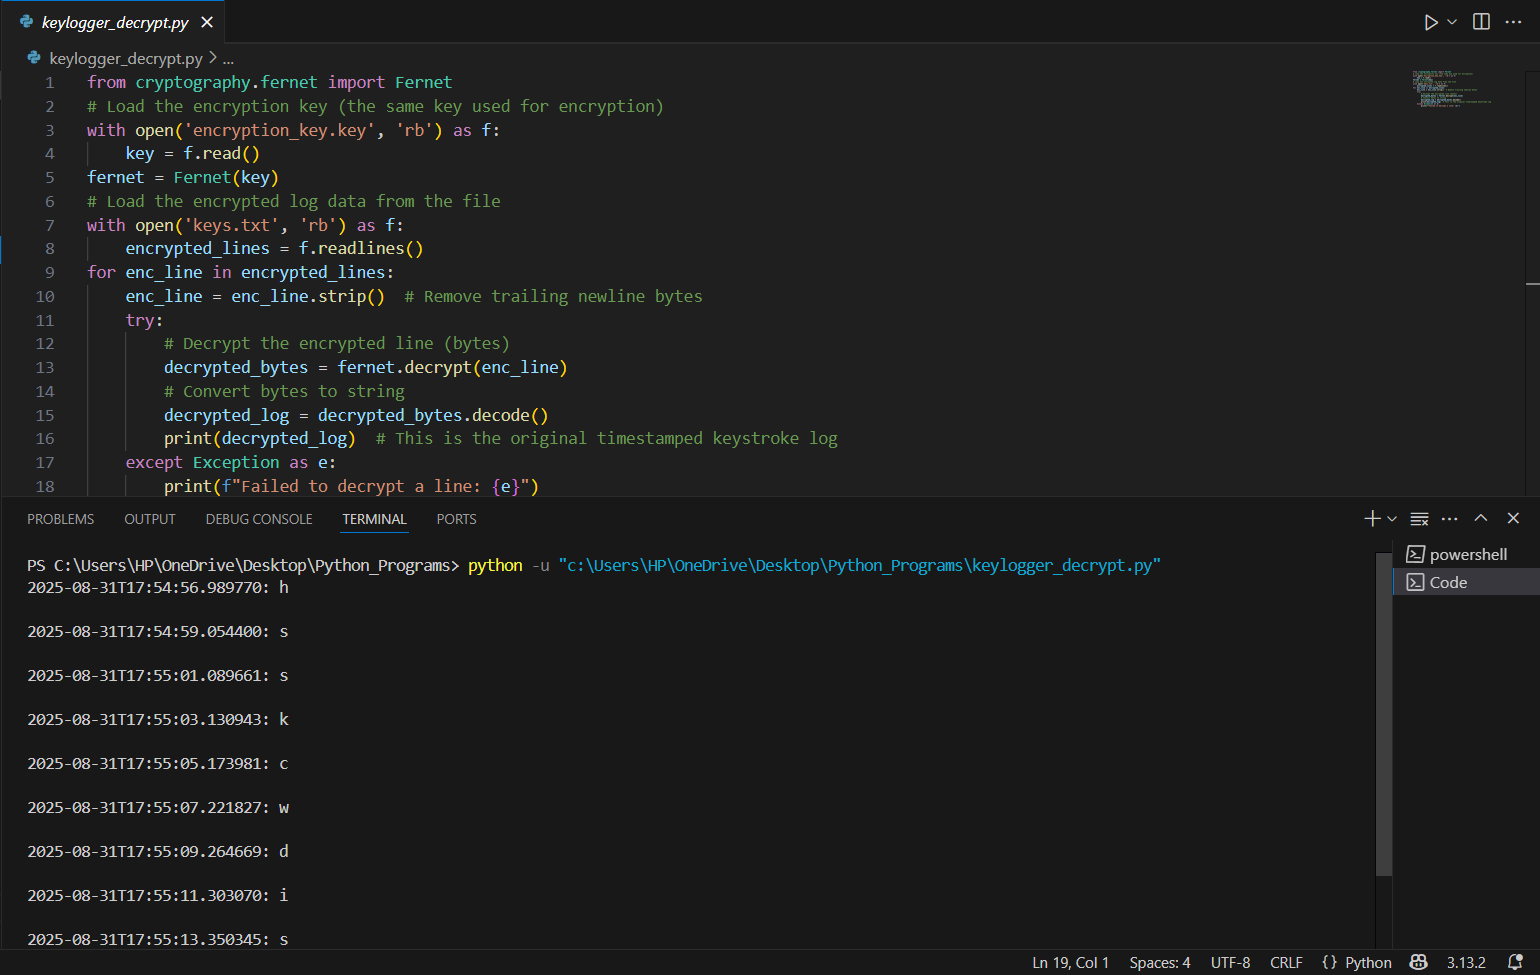 keylogger_decrypt.py
keylogger_decrypt.py > ...
1 from cryptography.fernet import Fernet
2 # Load the encryption key (the same key used for encryption)
3 with open('encryption_key.key', 'rb') as f:
4     key = f.read()
5 fernet = Fernet(key)
6 # Load the encrypted log data from the file
7 with open('keys.txt', 'rb') as f:
8     encrypted_lines = f.readlines()
9 for enc_line in encrypted_lines:
10     enc_line = enc_line.strip()  # Remove trailing newline bytes
11     try:
12         # Decrypt the encrypted line (bytes)
13         decrypted_bytes = fernet.decrypt(enc_line)
14         # Convert bytes to string
15         decrypted_log = decrypted_bytes.decode()
16         print(decrypted_log)  # This is the original timestamped keystroke log
17     except Exception as e:
18         print(f"Failed to decrypt a line: {e}")
PROBLEMS OUTPUT DEBUG CONSOLE TERMINAL PORTS
PS C:\Users\HP\OneDrive\Desktop\Python_Programs> python -u "c:\Users\HP\OneDrive\Desktop\Python_Programs\keylogger_decrypt.py"
2025-08-31T17:54:56.989770: h
2025-08-31T17:54:59.054400: s
2025-08-31T17:55:01.089661: s
2025-08-31T17:55:03.130943: k
2025-08-31T17:55:05.173981: c
2025-08-31T17:55:07.221827: w
2025-08-31T17:55:09.264669: d
2025-08-31T17:55:11.303070: i
2025-08-31T17:55:13.350345: s
powershell
Code
Ln 19, Col 1 Spaces: 4 UTF-8 CRLF {} Python 3.13.2